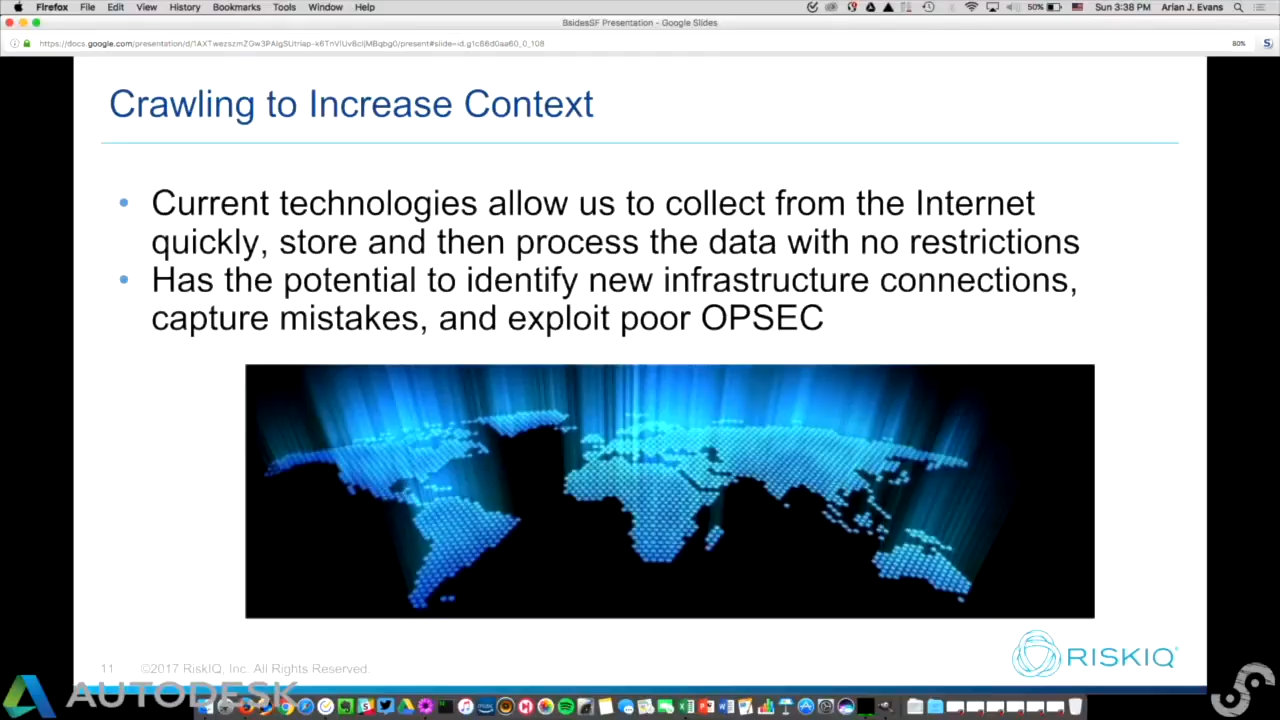 Firefox File Edit View History Bookmarks Tools Window Help 50% Sun 3:38 PM Arian J. Evans
BsidesSF Presentation - Google Slides
80%
Crawling to Increase Context
• Current technologies allow us to collect from the Internet
quickly, store and then process the data with no restrictions
• Has the potential to identify new infrastructure connections,
capture mistakes, and exploit poor OPSEC
RISKIQ
11 ©2017 RiskIQ, Inc. All Rights Reserved.
AUTODESK